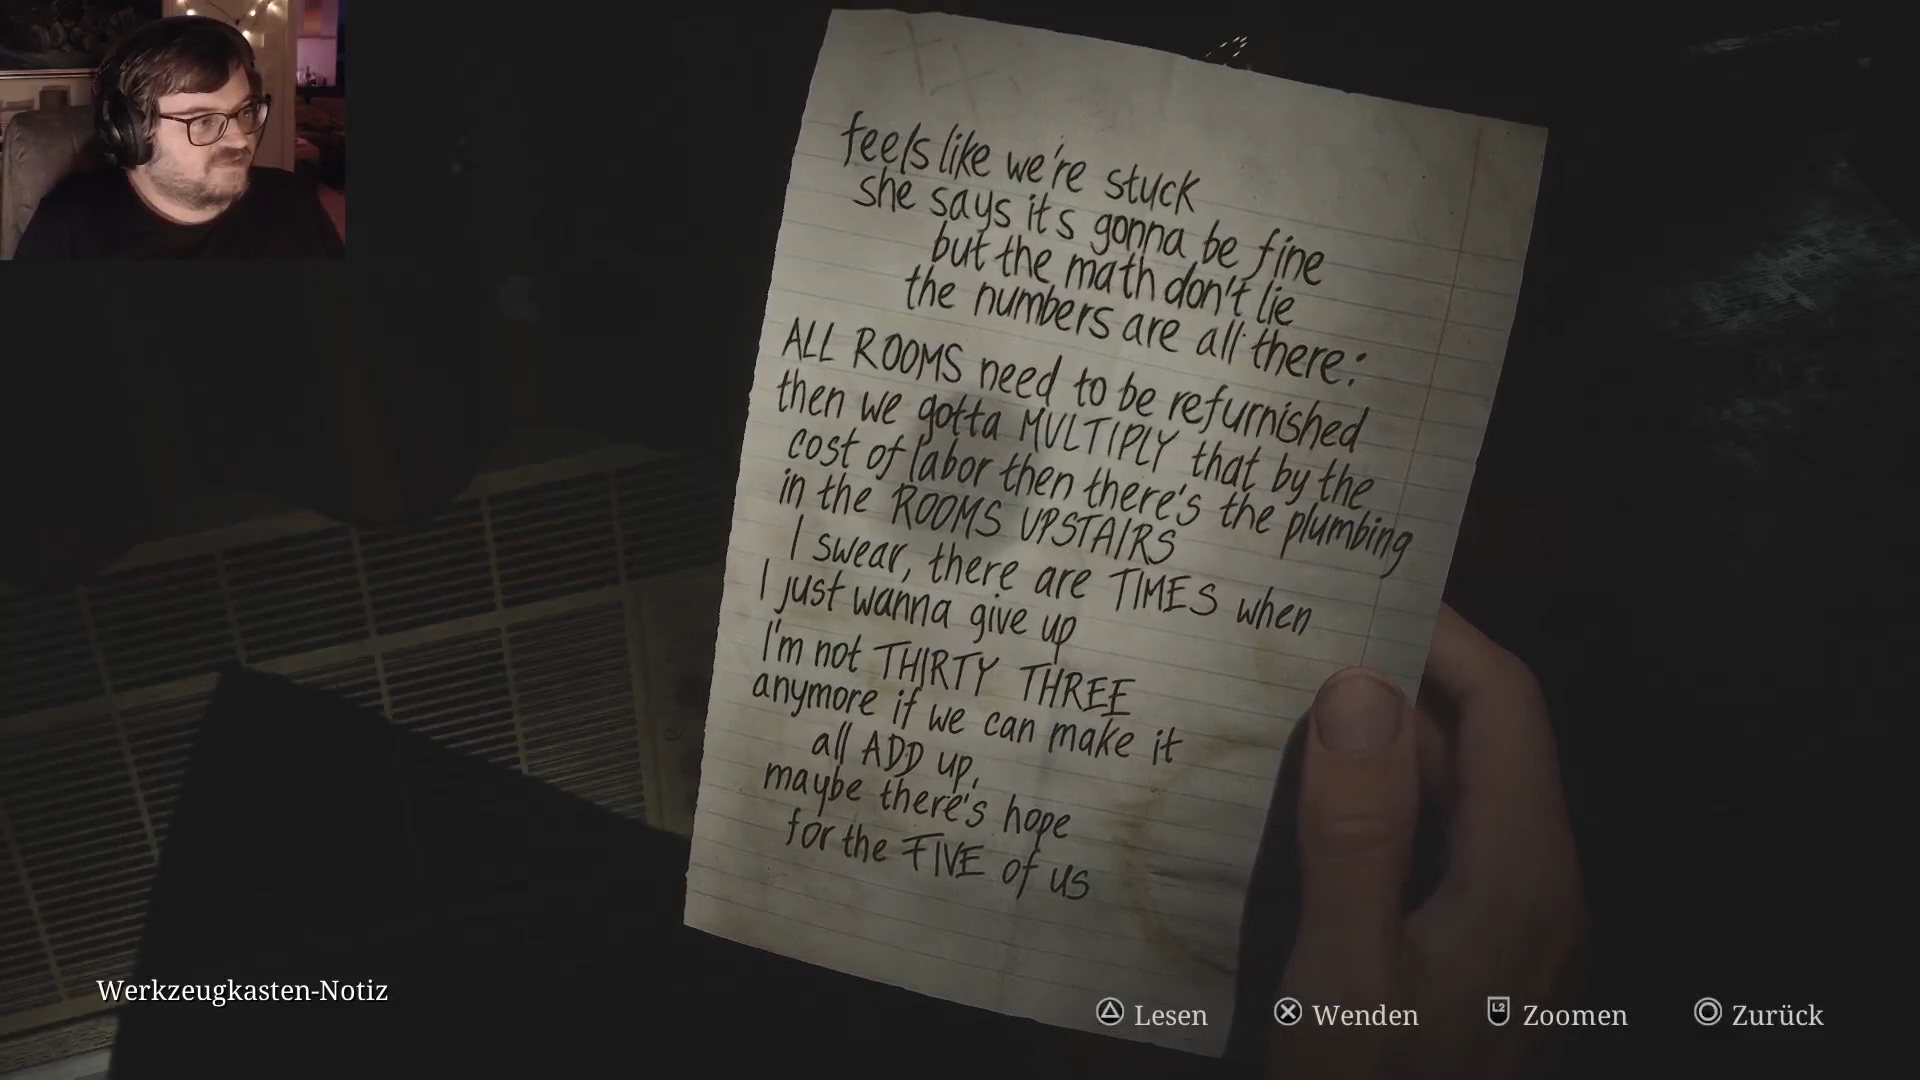 feels like we're stuck
she says it's gonna be fine
but the math don't lie
the numbers are all there:
ALL ROOMS need to be refurnished
then we gotta MULTIPLY that by the
cost of labor then there's the plumbing
in the ROOMS UPSTAIRS
I swear, there are TIMES when
I just wanna give up
I'm not THIRTY THREE
anymore if we can make it
all ADD up,
maybe there's hope
for the FIVE of us
Werkzeugkasten-Notiz
Lesen
Wenden
L2 Zoomen
Zurück